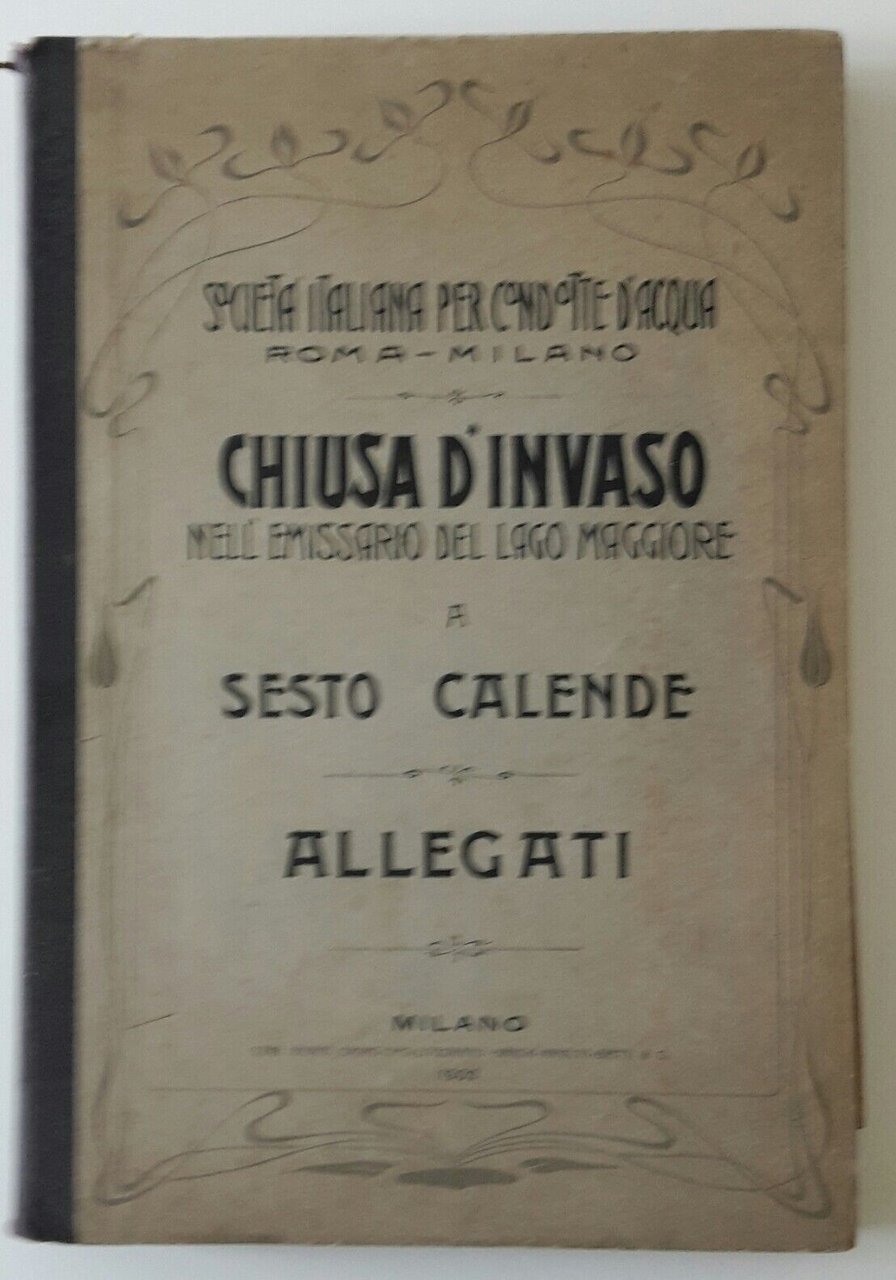 SOCIETÀ ITALIANA PER CONDOTTE D'ACQUA
ROMA - MILANO
CHIUSA D'INVASO
NELL'EMISSARIO DEL LAGO MAGGIORE
A
SESTO CALENDE
ALLEGATI
MILANO